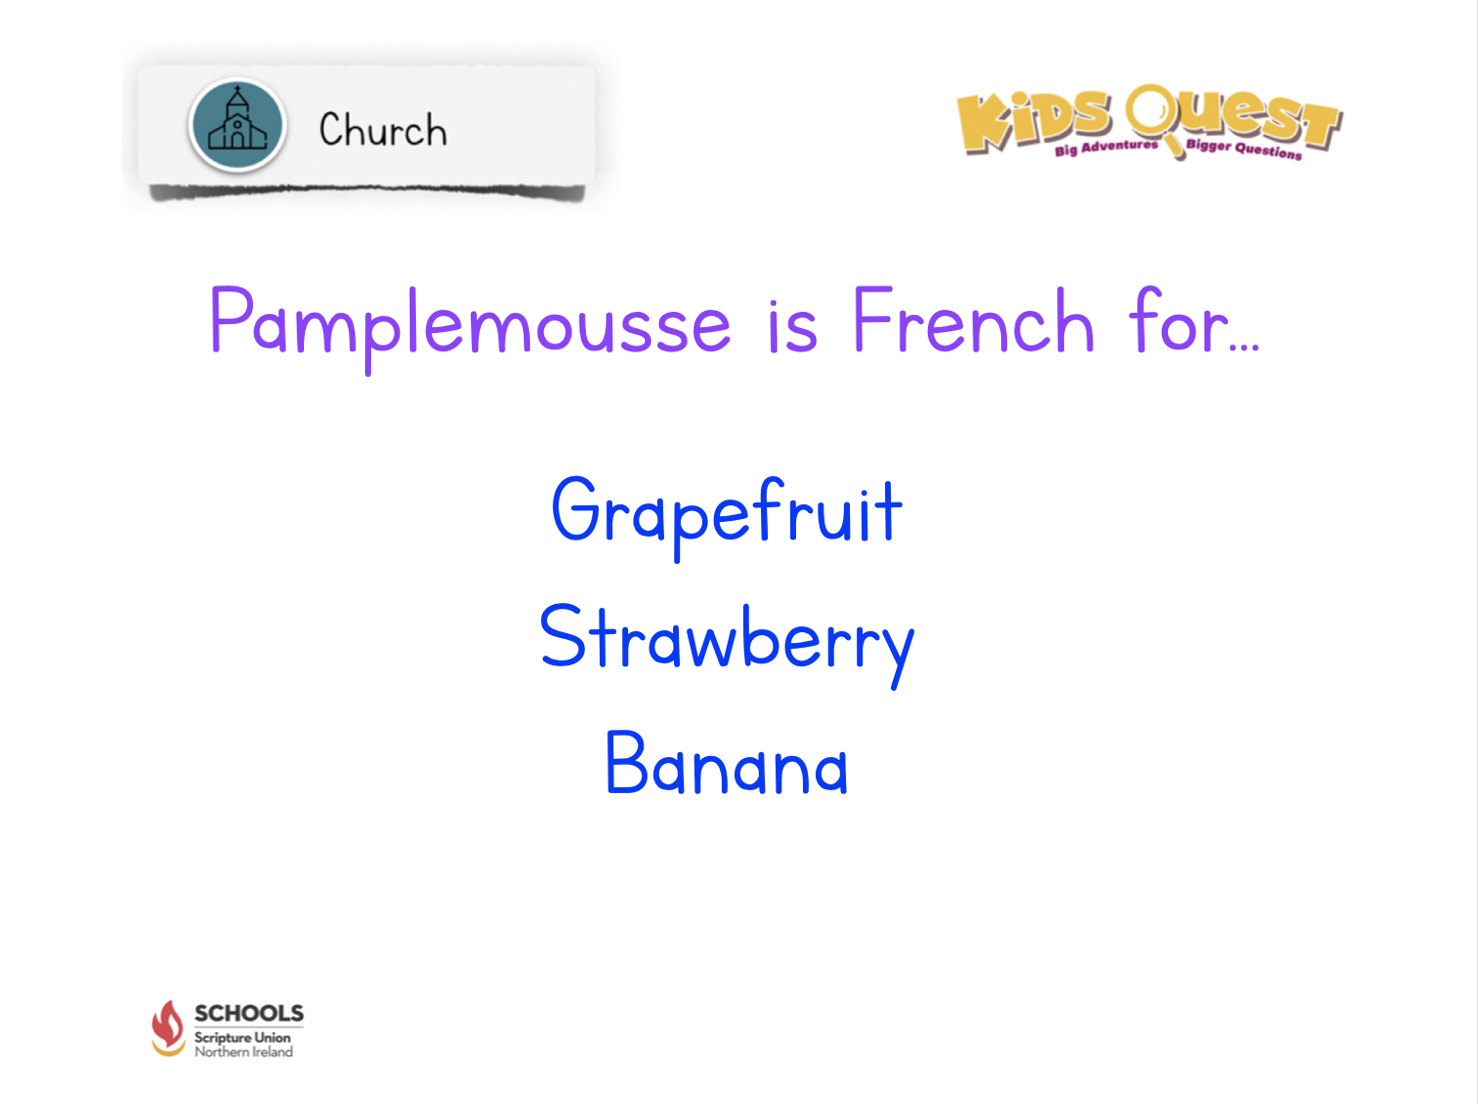 Church
KiDS QUEST
Big Adventures Bigger Questions
Pamplemousse is French for...
Grapefruit
Strawberry
Banana
SCHOOLS
Scripture Union
Northern Ireland